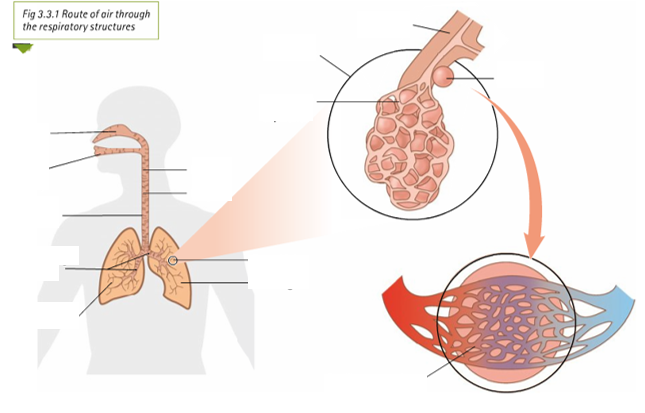 Fig 3.3.1 Route of air through
the respiratory structures